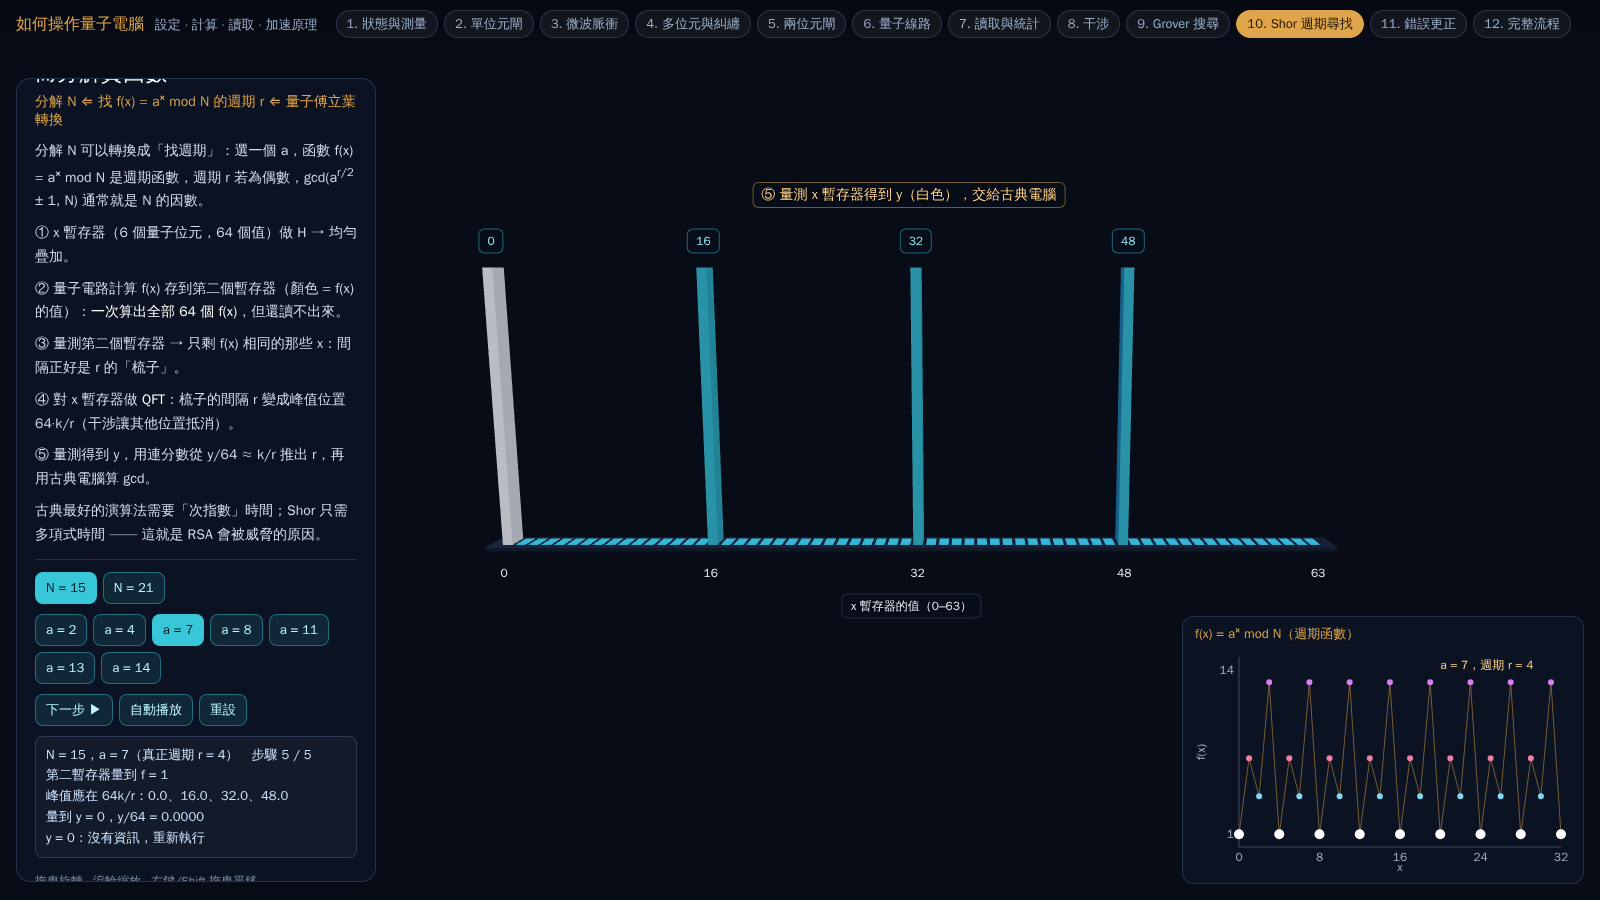 如何操作量子電腦 設定 · 計算 · 讀取 · 加速原理
1. 狀態與測量
2. 單位元閘
3. 微波脈衝
4. 多位元與糾纏
5. 兩位元閘
6. 量子線路
7. 讀取與統計
8. 干涉
9. Grover 搜尋
10. Shor 週期尋找
11. 錯誤更正
12. 完整流程
分解 N ⇐ 找 f(x) = aˣ mod N 的週期 r ⇐ 量子傅立葉
轉換
分解 N 可以轉換成「找週期」：選一個 a，函數 f(x)
= aˣ mod N 是週期函數，週期 r 若為偶數，gcd(a^{r/2}
± 1, N) 通常就是 N 的因數。
① x 暫存器（6 個量子位元，64 個值）做 H → 均勻
疊加。
② 量子電路計算 f(x) 存到第二個暫存器（顏色 = f(x)
的值）：一次算出全部 64 個 f(x)，但還讀不出來。
③ 量測第二個暫存器 → 只剩 f(x) 相同的那些 x：間
隔正好是 r 的「梳子」。
④ 對 x 暫存器做 QFT：梳子的間隔 r 變成峰值位置
64·k/r（干涉讓其他位置抵消）。
⑤ 量測得到 y，用連分數從 y/64 ≈ k/r 推出 r，再
用古典電腦算 gcd。
古典最好的演算法需要「次指數」時間；Shor 只需
多項式時間 —— 這就是 RSA 會被威脅的原因。
N = 15
N = 21
a = 2
a = 4
a = 7
a = 8
a = 11
a = 13
a = 14
下一步 ▶
自動播放
重設
N = 15，a = 7（真正週期 r = 4） 步驟 5 / 5
第二暫存器量到 f = 1
峰值應在 64k/r：0.0、16.0、32.0、48.0
量到 y = 0，y/64 = 0.0000
y = 0：沒有資訊，重新執行
⑤ 量測 x 暫存器得到 y（白色），交給古典電腦
0
16
32
48
0
16
32
48
63
x 暫存器的值（0–63）
f(x) = aˣ mod N（週期函數）
a = 7，週期 r = 4
14
f(x)
1
0
8
16
24
32
x